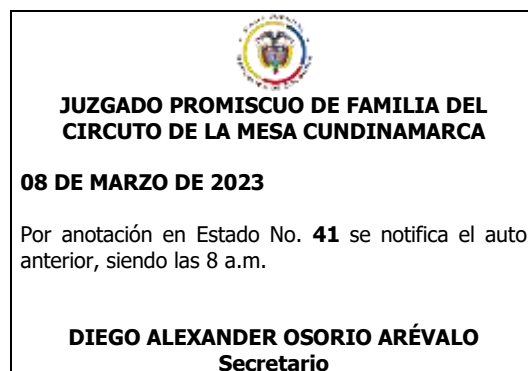 JUZGADO PROMISCUO DE FAMILIA DEL
CIRCUTO DE LA MESA CUNDINAMARCA
08 DE MARZO DE 2023
Por anotación en Estado No. 41 se notifica el auto
anterior, siendo las 8 a.m.
DIEGO ALEXANDER OSORIO ARÉVALO
Secretario